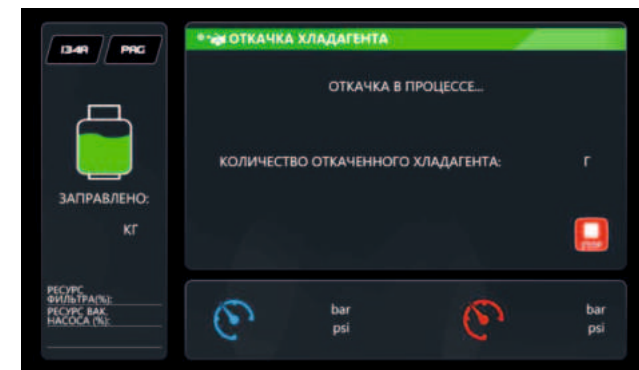 134A PAG
ЗАПРАВЛЕНО:
КГ
РЕСУРС
ФИЛЬТРА(%):
РЕСУРС ВАК.
НАСОСА (%):
ОТКАЧКА ХЛАДАГЕНТА
ОТКАЧКА В ПРОЦЕССЕ...
КОЛИЧЕСТВО ОТКАЧЕННОГО ХЛАДАГЕНТА: Г
STOP
bar
psi
bar
psi